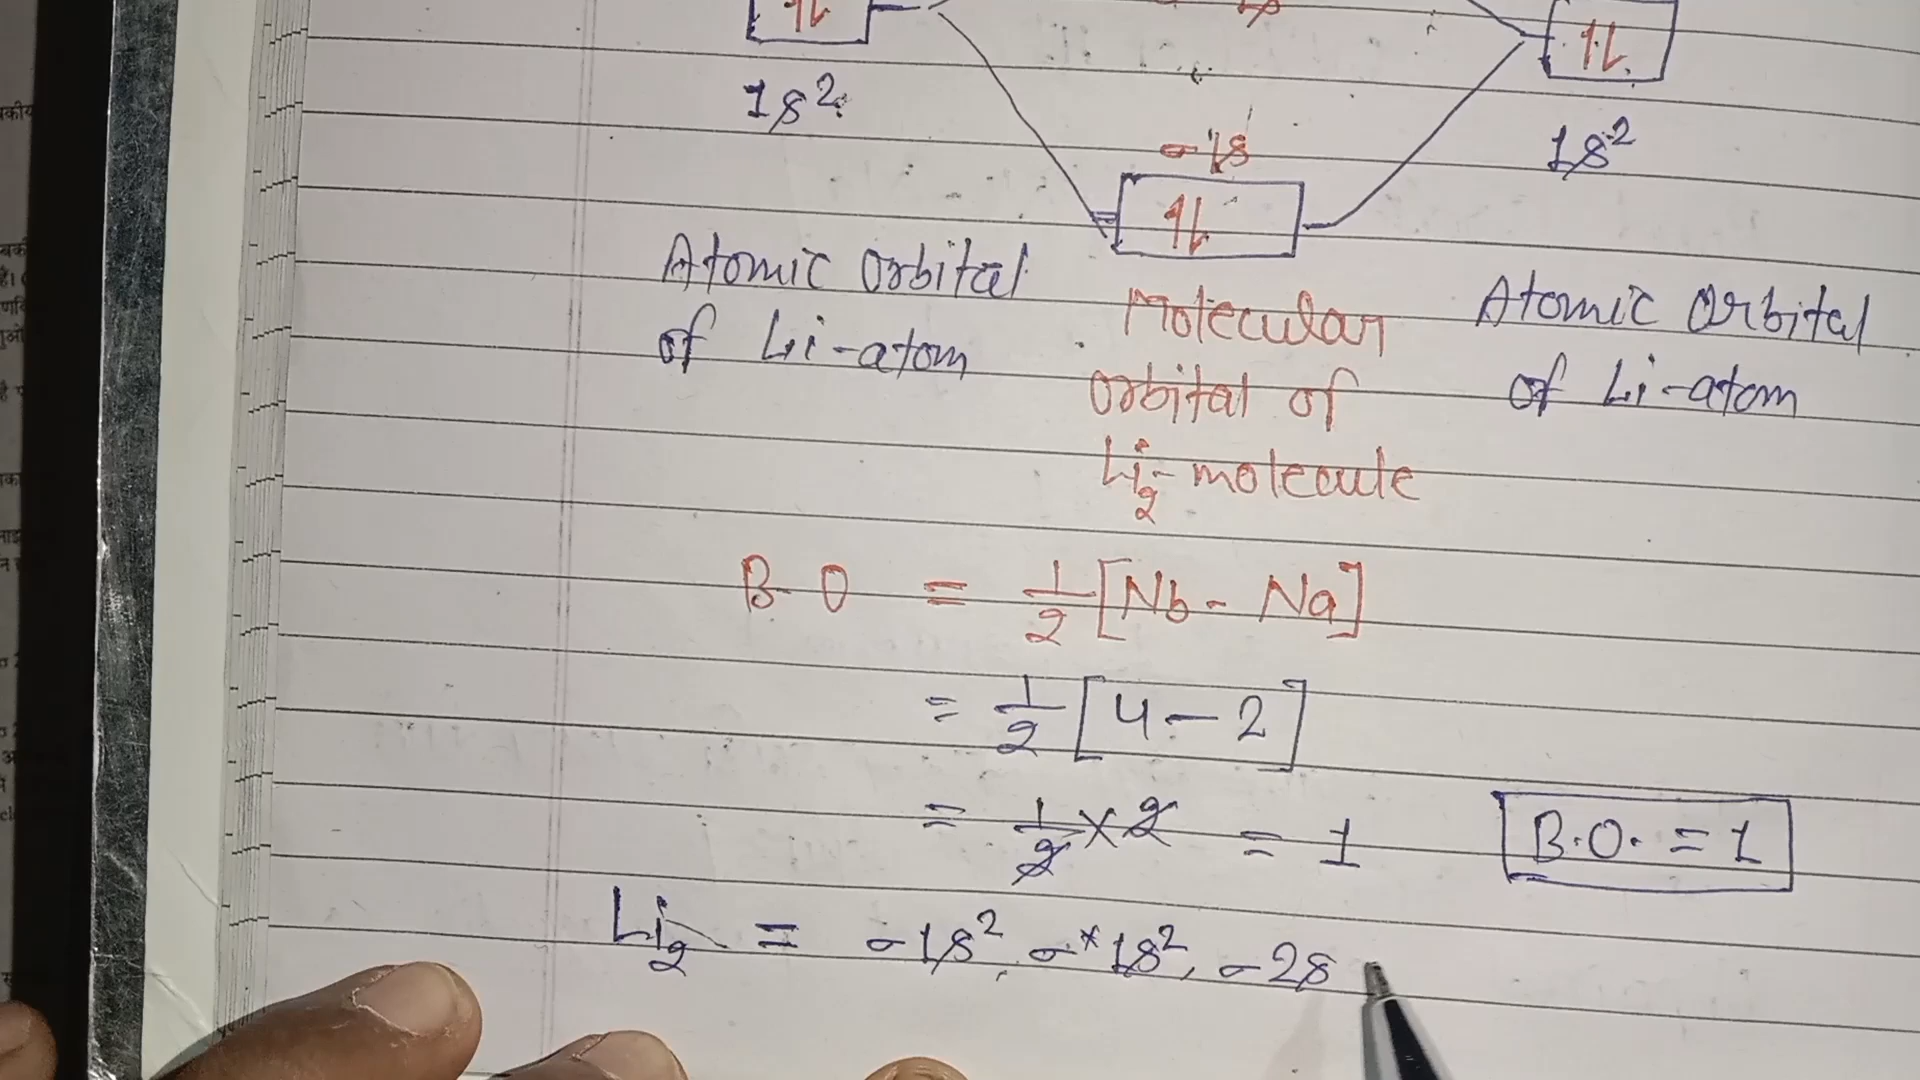 1s²
σ1s
1s²
Atomic Orbital
of Li-atom
Molecular
orbital of
Li₂-molecule
Atomic Orbital
of Li-atom
B.O = 1/2 [Nb - Na]
= 1/2 [4 - 2]
= 1/2 × 2 = 1
B.O. = 1
Li₂ = σ1s², σ*1s², σ2s